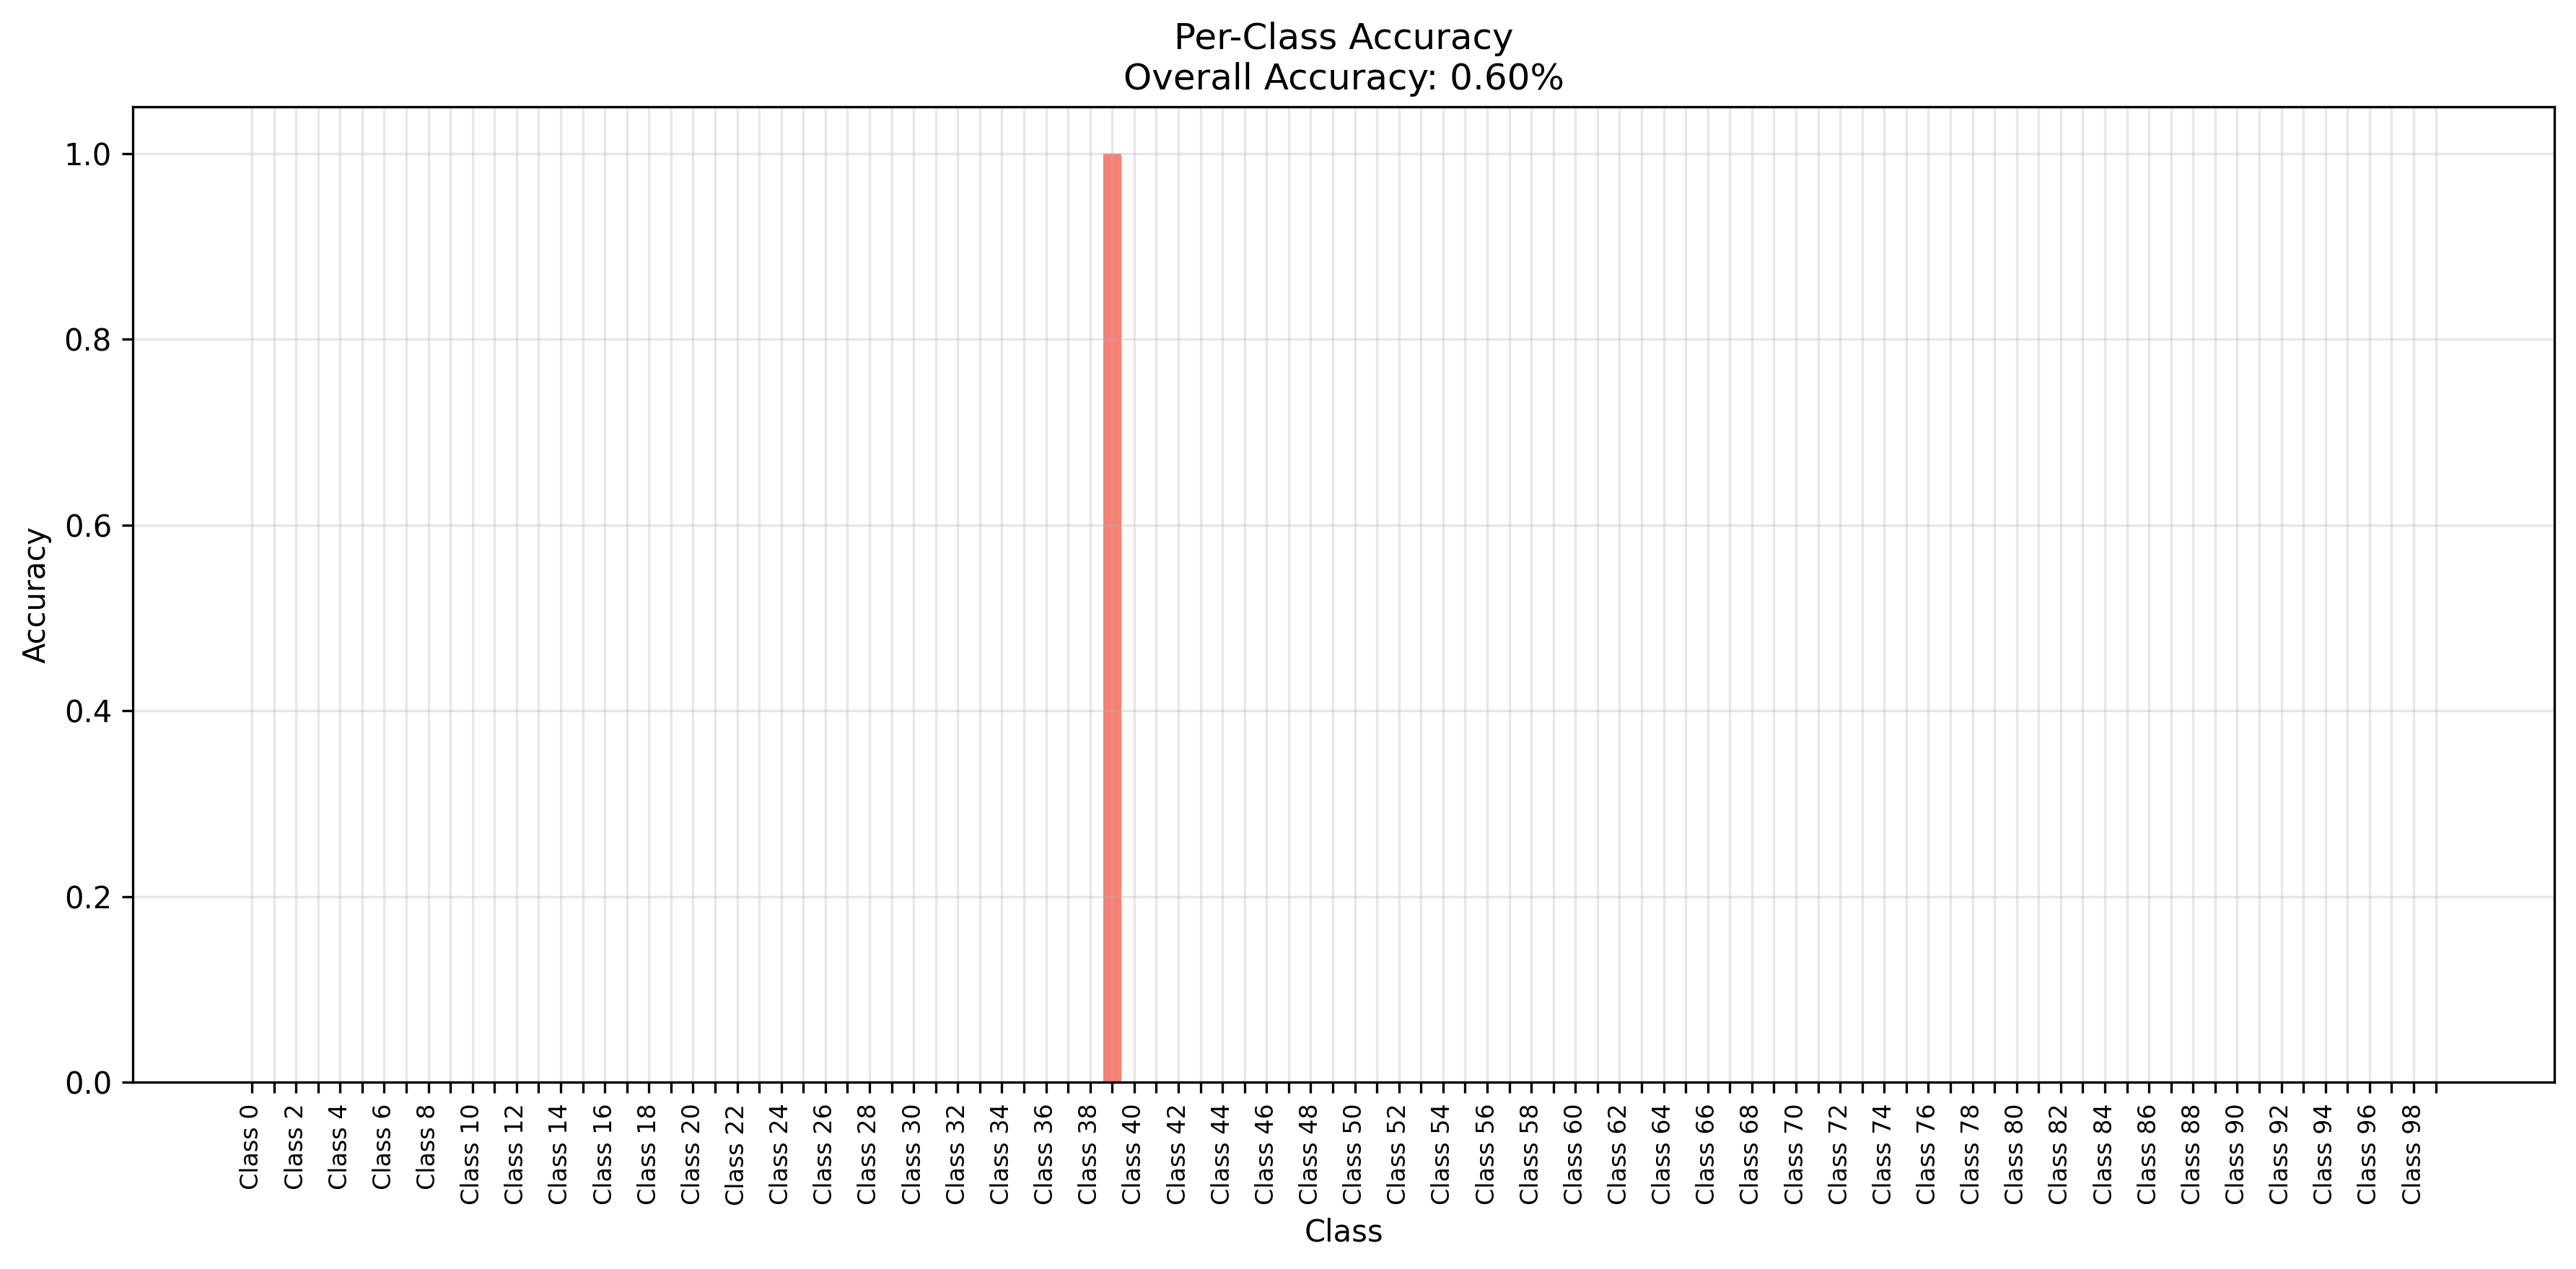 Per-Class Accuracy
Overall Accuracy: 0.60%
Accuracy
1.0
0.8
0.6
0.4
0.2
0.0
Class 0
Class 2
Class 4
Class 6
Class 8
Class 10
Class 12
Class 14
Class 16
Class 18
Class 20
Class 22
Class 24
Class 26
Class 28
Class 30
Class 32
Class 34
Class 36
Class 38
Class 40
Class 42
Class 44
Class 46
Class 48
Class 50
Class 52
Class 54
Class 56
Class 58
Class 60
Class 62
Class 64
Class 66
Class 68
Class 70
Class 72
Class 74
Class 76
Class 78
Class 80
Class 82
Class 84
Class 86
Class 88
Class 90
Class 92
Class 94
Class 96
Class 98
Class